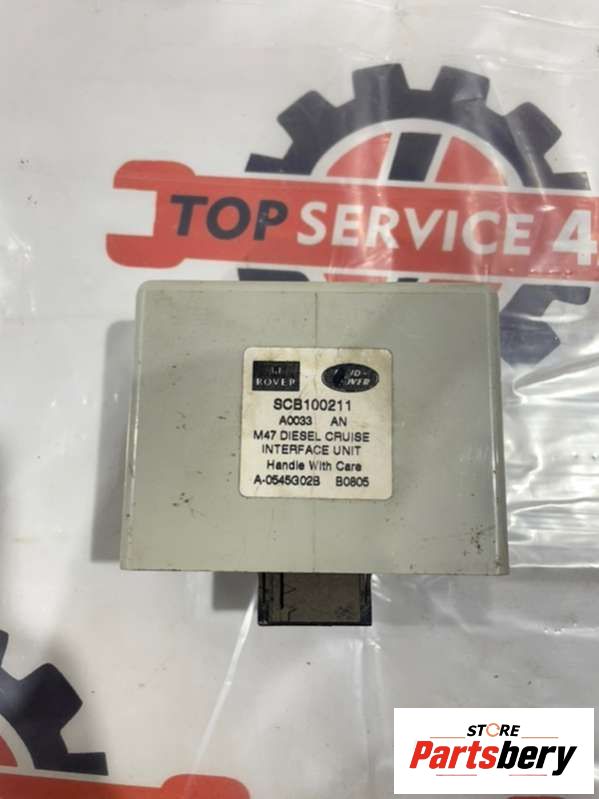 TOP SERVICE 4
ROVER
SCB100211
A0033 AN
M47 DIESEL CRUISE
INTERFACE UNIT
Handle With Care
A-0545G02B B0805
STORE
Partsbery